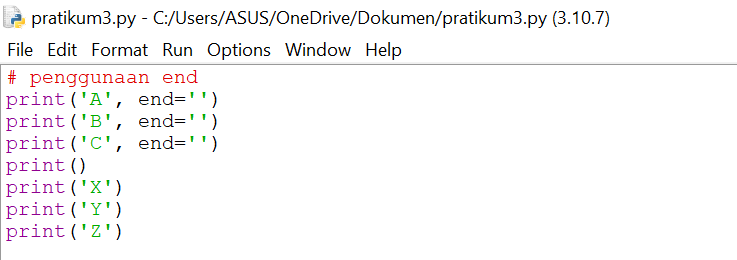 pratikum3.py - C:/Users/ASUS/OneDrive/Dokumen/pratikum3.py (3.10.7)
File Edit Format Run Options Window Help
# penggunaan end
print('A', end='')
print('B', end='')
print('C', end='')
print()
print('X')
print('Y')
print('Z')